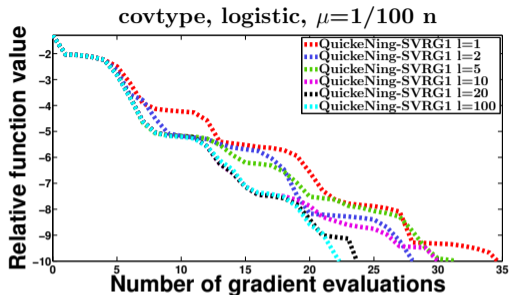 covtype, logistic, μ=1/100 n
Relative function value
−2
−3
−4
−5
−6
−7
−8
−9
−10
QuickeNing-SVRG1 l=1
QuickeNing-SVRG1 l=2
QuickeNing-SVRG1 l=5
QuickeNing-SVRG1 l=10
QuickeNing-SVRG1 l=20
QuickeNing-SVRG1 l=100
0 5 10 15 20 25 30 35
Number of gradient evaluations